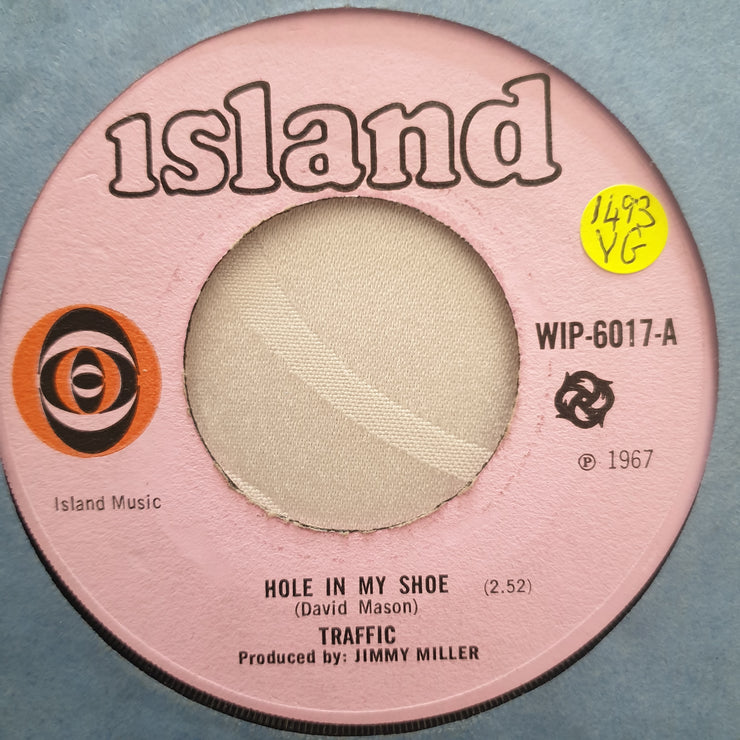 island
1493
VG
WIP-6017-A
℗ 1967
Island Music
HOLE IN MY SHOE (2.52)
(David Mason)
TRAFFIC
Produced by: JIMMY MILLER